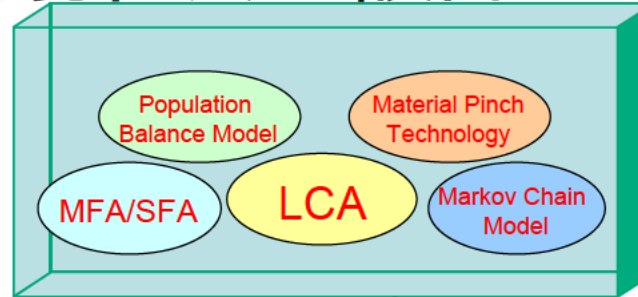 Population
Balance Model
Material Pinch
Technology
MFA/SFA
LCA
Markov Chain
Model